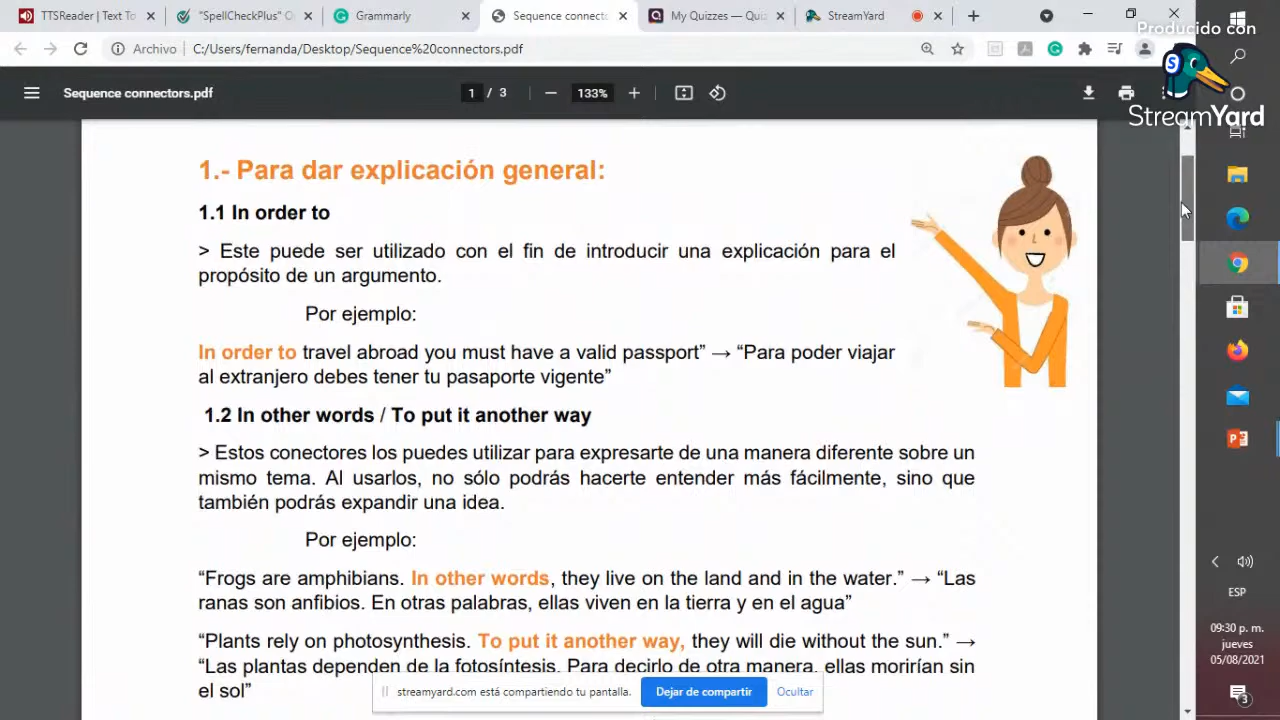 TTSReader | Text To
"SpellCheckPlus" O
Grammarly
Sequence connecto
My Quizzes — Quiz
StreamYard
Producido con
StreamYard
Archivo
C:/Users/fernanda/Desktop/Sequence%20connectors.pdf
Sequence connectors.pdf
1 / 3
133%
1.- Para dar explicación general:
1.1 In order to
> Este puede ser utilizado con el fin de introducir una explicación para el
propósito de un argumento.
Por ejemplo:
In order to travel abroad you must have a valid passport” → “Para poder viajar
al extranjero debes tener tu pasaporte vigente”
1.2 In other words / To put it another way
> Estos conectores los puedes utilizar para expresarte de una manera diferente sobre un
mismo tema. Al usarlos, no sólo podrás hacerte entender más fácilmente, sino que
también podrás expandir una idea.
Por ejemplo:
“Frogs are amphibians. In other words, they live on the land and in the water.” → “Las
ranas son anfibios. En otras palabras, ellas viven en la tierra y en el agua”
“Plants rely on photosynthesis. To put it another way, they will die without the sun.” →
“Las plantas dependen de la fotosíntesis. Para decirlo de otra manera, ellas morirían sin
el sol”
streamyard.com está compartiendo tu pantalla.
Dejar de compartir
Ocultar
ESP
09:30 p. m.
jueves
05/08/2021
3